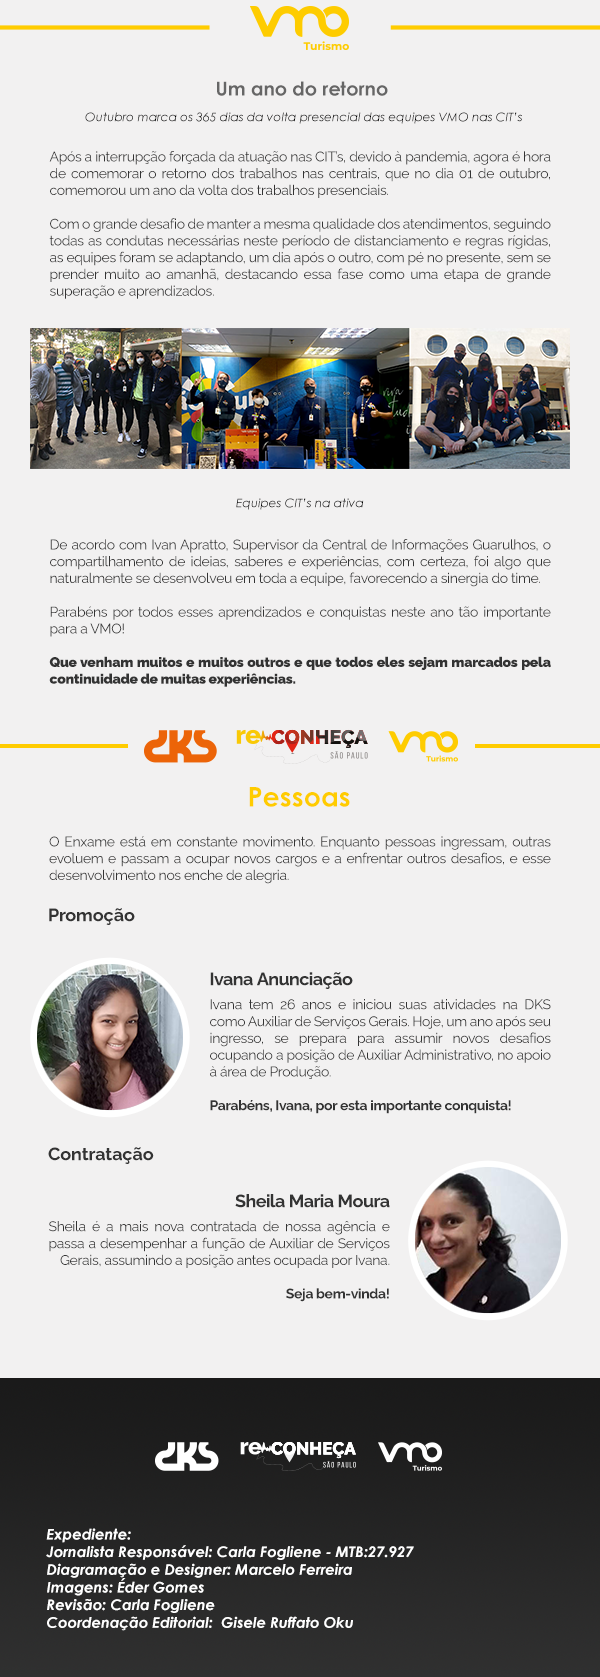 VMO
Turismo
Um ano do retorno
Outubro marca os 365 dias da volta presencial das equipes VMO nas CIT's
Após a interrupção forçada da atuação nas CIT's, devido à pandemia, agora é hora
de comemorar o retorno dos trabalhos nas centrais, que no dia 01 de outubro,
comemorou um ano da volta dos trabalhos presenciais.
Com o grande desafio de manter a mesma qualidade dos atendimentos, seguindo
todas as condutas necessárias neste período de distanciamento e regras rígidas,
as equipes foram se adaptando, um dia após o outro, com pé no presente, sem se
prender muito ao amanhã, destacando essa fase como uma etapa de grande
superação e aprendizados.
Equipes CIT's na ativa
De acordo com Ivan Apratto, Supervisor da Central de Informações Guarulhos, o
compartilhamento de ideias, saberes e experiências, com certeza, foi algo que
naturalmente se desenvolveu em toda a equipe, favorecendo a sinergia do time.
Parabéns por todos esses aprendizados e conquistas neste ano tão importante
para a VMO!
Que venham muitos e muitos outros e que todos eles sejam marcados pela
continuidade de muitas experiências.
DKS re-CONHEÇA VMO
SÃO PAULO Turismo
Pessoas
O Enxame está em constante movimento. Enquanto pessoas ingressam, outras
evoluem e passam a ocupar novos cargos e a enfrentar outros desafios, e esse
desenvolvimento nos enche de alegria.
Promoção
Ivana Anunciação
Ivana tem 26 anos e iniciou suas atividades na DKS
como Auxiliar de Serviços Gerais. Hoje, um ano após seu
ingresso, se prepara para assumir novos desafios
ocupando a posição de Auxiliar Administrativo, no apoio
à área de Produção.
Parabéns, Ivana, por esta importante conquista!
Contratação
Sheila Maria Moura
Sheila é a mais nova contratada de nossa agência e
passa a desempenhar a função de Auxiliar de Serviços
Gerais, assumindo a posição antes ocupada por Ivana.
Seja bem-vinda!
DKS re-CONHEÇA VMO
SÃO PAULO Turismo
Expediente:
Jornalista Responsável: Carla Fogliene - MTB:27.927
Diagramação e Designer: Marcelo Ferreira
Imagens: Éder Gomes
Revisão: Carla Fogliene
Coordenação Editorial: Gisele Ruffato Oku